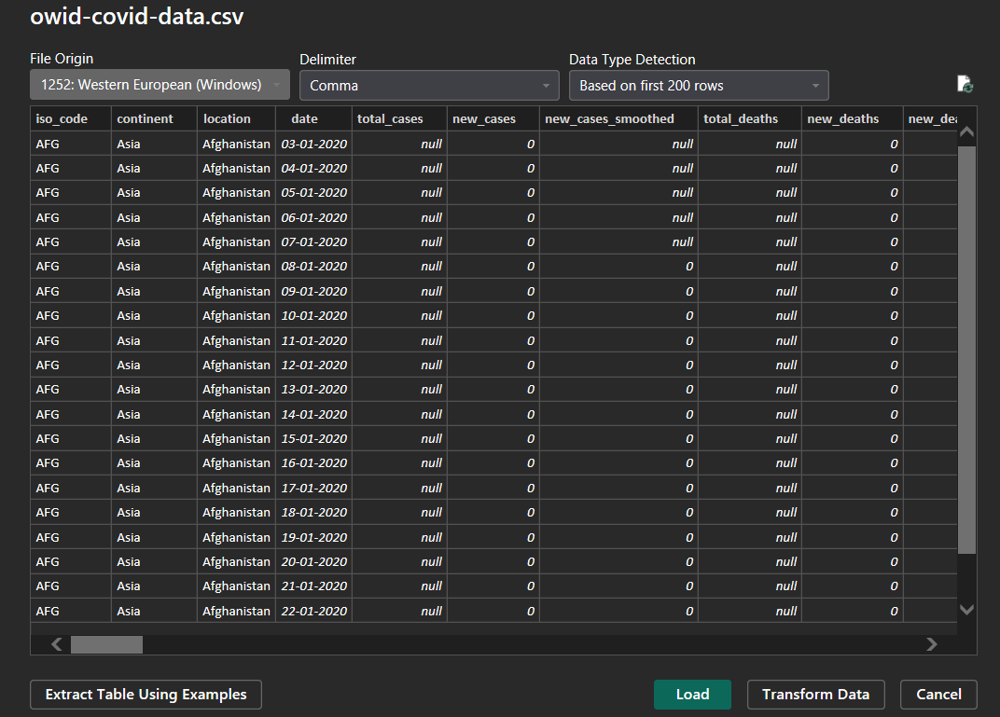 owid-covid-data.csv
File Origin
Delimiter
Data Type Detection
1252: Western European (Windows)
Comma
Based on first 200 rows
iso_code continent location date total_cases new_cases new_cases_smoothed total_deaths new_deaths new_dea
AFG Asia Afghanistan 03-01-2020 null 0 null null 0
AFG Asia Afghanistan 04-01-2020 null 0 null null 0
AFG Asia Afghanistan 05-01-2020 null 0 null null 0
AFG Asia Afghanistan 06-01-2020 null 0 null null 0
AFG Asia Afghanistan 07-01-2020 null 0 null null 0
AFG Asia Afghanistan 08-01-2020 null 0 0 null 0
AFG Asia Afghanistan 09-01-2020 null 0 0 null 0
AFG Asia Afghanistan 10-01-2020 null 0 0 null 0
AFG Asia Afghanistan 11-01-2020 null 0 0 null 0
AFG Asia Afghanistan 12-01-2020 null 0 0 null 0
AFG Asia Afghanistan 13-01-2020 null 0 0 null 0
AFG Asia Afghanistan 14-01-2020 null 0 0 null 0
AFG Asia Afghanistan 15-01-2020 null 0 0 null 0
AFG Asia Afghanistan 16-01-2020 null 0 0 null 0
AFG Asia Afghanistan 17-01-2020 null 0 0 null 0
AFG Asia Afghanistan 18-01-2020 null 0 0 null 0
AFG Asia Afghanistan 19-01-2020 null 0 0 null 0
AFG Asia Afghanistan 20-01-2020 null 0 0 null 0
AFG Asia Afghanistan 21-01-2020 null 0 0 null 0
AFG Asia Afghanistan 22-01-2020 null 0 0 null 0
Extract Table Using Examples
Load
Transform Data
Cancel